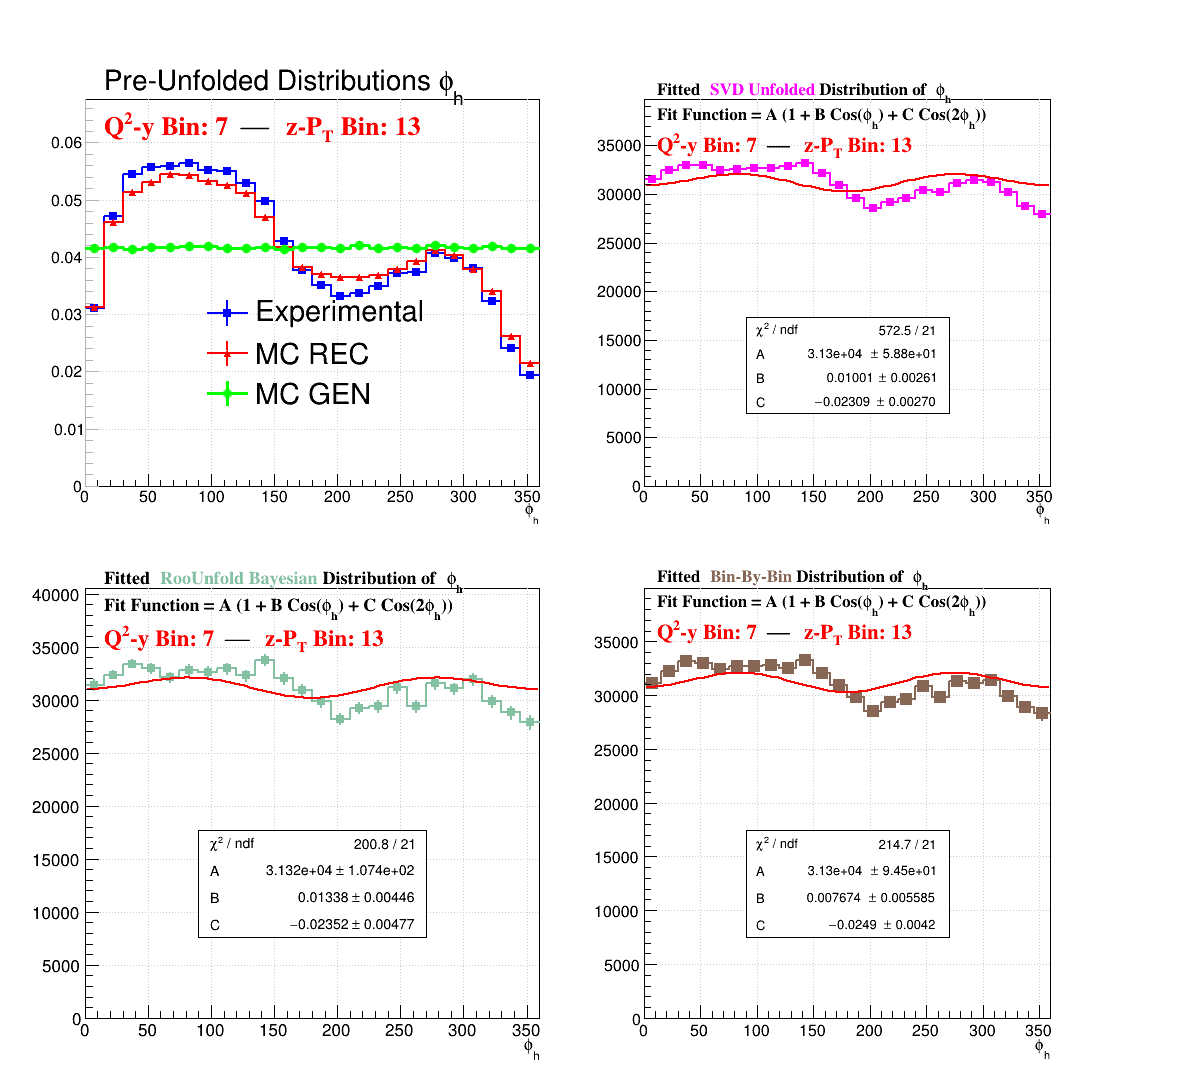 Pre-Unfolded Distributions ϕh
Q2-y Bin: 7 — z-PT Bin: 13
0.06
0.05
0.04
0.03
0.02
0.01
0
Experimental
MC REC
MC GEN
0 50 100 150 200 250 300 350
ϕh
Fitted SVD Unfolded Distribution of ϕh
Fit Function = A (1 + B Cos(ϕh) + C Cos(2ϕh))
Q2-y Bin: 7 — z-PT Bin: 13
35000
30000
25000
20000
15000
10000
5000
0
χ2 / ndf 572.5 / 21
A 3.13e+04 ± 5.88e+01
B 0.01001 ± 0.00261
C −0.02309 ± 0.00270
0 50 100 150 200 250 300 350
ϕh
Fitted RooUnfold Bayesian Distribution of ϕh
Fit Function = A (1 + B Cos(ϕh) + C Cos(2ϕh))
Q2-y Bin: 7 — z-PT Bin: 13
40000
35000
30000
25000
20000
15000
10000
5000
0
χ2 / ndf 200.8 / 21
A 3.132e+04 ± 1.074e+02
B 0.01338 ± 0.00446
C −0.02352 ± 0.00477
0 50 100 150 200 250 300 350
ϕh
Fitted Bin-By-Bin Distribution of ϕh
Fit Function = A (1 + B Cos(ϕh) + C Cos(2ϕh))
Q2-y Bin: 7 — z-PT Bin: 13
35000
30000
25000
20000
15000
10000
5000
0
χ2 / ndf 214.7 / 21
A 3.13e+04 ± 9.45e+01
B 0.007674 ± 0.005585
C −0.0249 ± 0.0042
0 50 100 150 200 250 300 350
ϕh